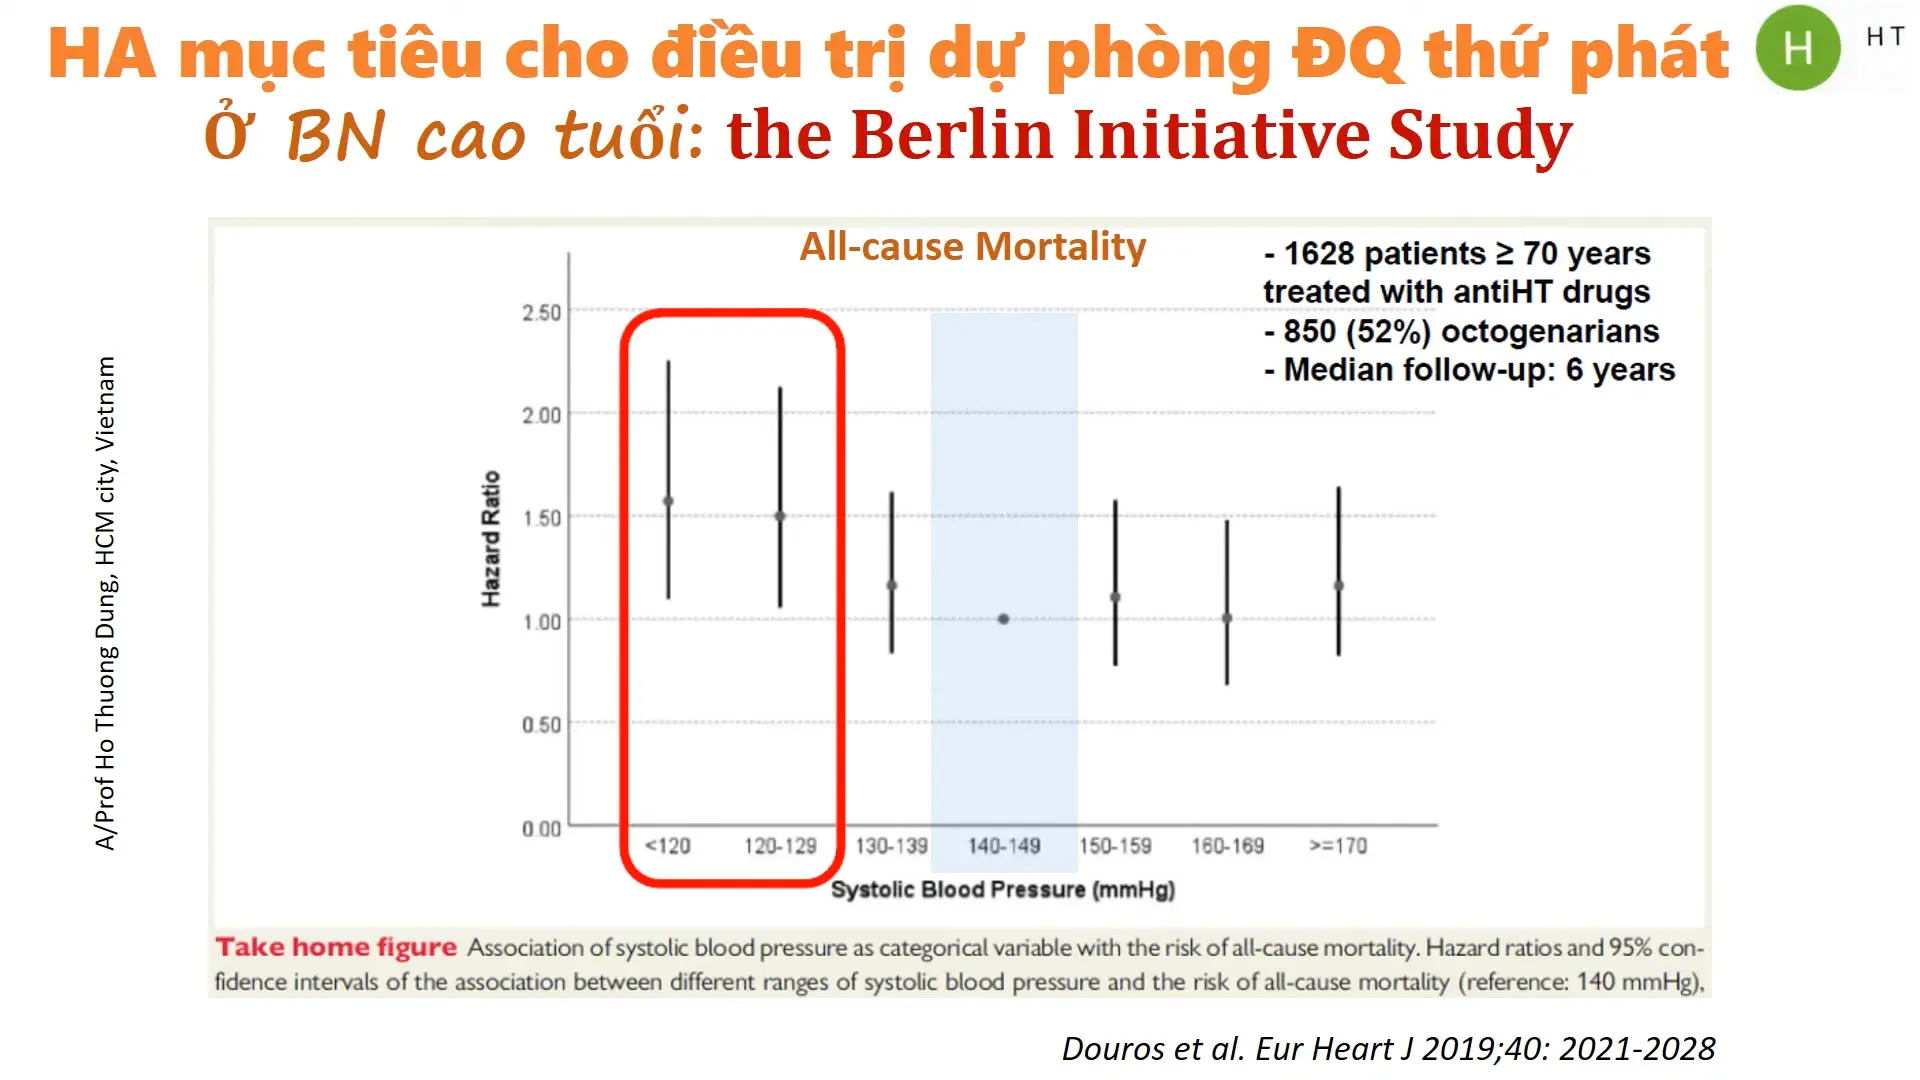 HA mục tiêu cho điều trị dự phòng ĐQ thứ phát
Ở BN cao tuổi: the Berlin Initiative Study
H
H T
A/Prof Ho Thuong Dung, HCM city, Vietnam
All-cause Mortality
- 1628 patients ≥ 70 years
treated with antiHT drugs
- 850 (52%) octogenarians
- Median follow-up: 6 years
Hazard Ratio
2.50
2.00
1.50
1.00
0.50
0.00
<120 120-129 130-139 140-149 150-159 160-169 >=170
Systolic Blood Pressure (mmHg)
Take home figure Association of systolic blood pressure as categorical variable with the risk of all-cause mortality. Hazard ratios and 95% con-
fidence intervals of the association between different ranges of systolic blood pressure and the risk of all-cause mortality (reference: 140 mmHg),
Douros et al. Eur Heart J 2019;40: 2021-2028